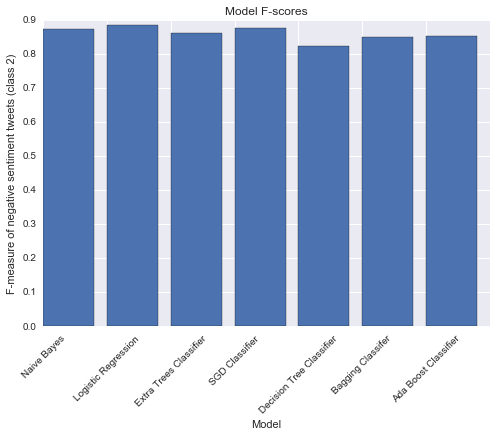 Model F-scores
F-measure of negative sentiment tweets (class 2)
0.9
0.8
0.7
0.6
0.5
0.4
0.3
0.2
0.1
0.0
Naive Bayes
Logistic Regression
Extra Trees Classifier
SGD Classifier
Decision Tree Classifier
Bagging Classifer
Ada Boost Classifier
Model